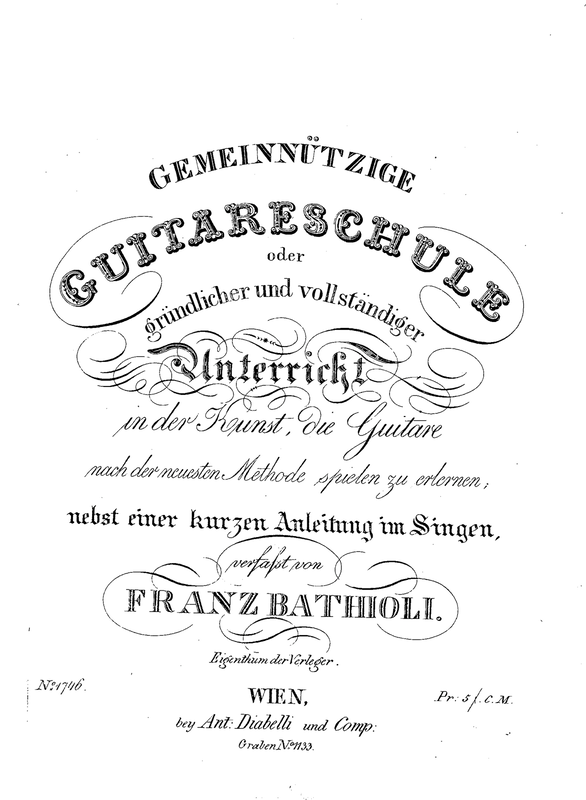 GEMEINNÜTZIGE
GUITARESCHULE
oder
gründlicher und vollständiger
Unterricht
in der Kunst, die Guitare
nach der neuesten Methode spielen zu erlernen;
nebst einer kurzen Anleitung im Singen,
verfaſst von
FRANZ BATHIOLI.
Eigenthum der Verleger.
No. 1746.
Pr: 5 f. C. M.
WIEN,
bey Ant: Diabelli und Comp:
Graben No. 1133.